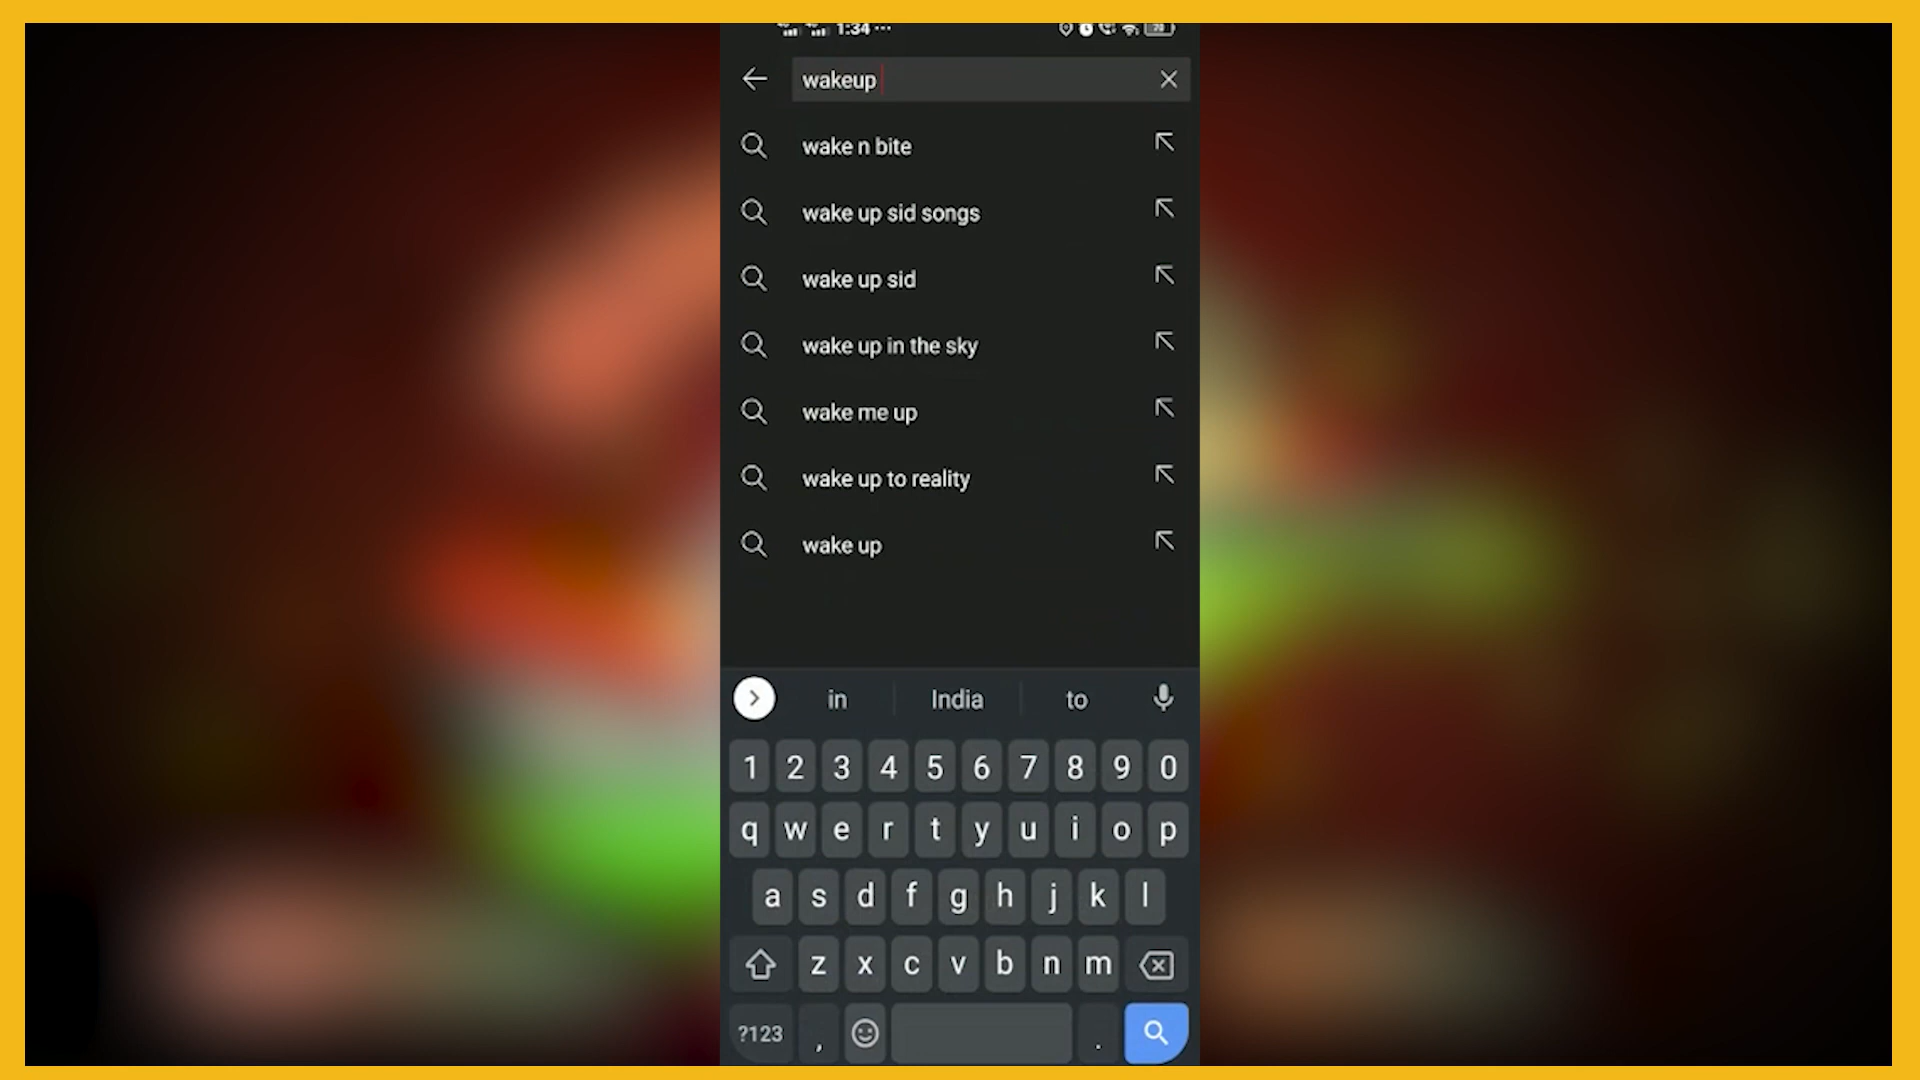 1:34 ...
wakeup
wake n bite
wake up sid songs
wake up sid
wake up in the sky
wake me up
wake up to reality
wake up
in India to
1 2 3 4 5 6 7 8 9 0
q w e r t y u i o p
a s d f g h j k l
z x c v b n m
?123 , .